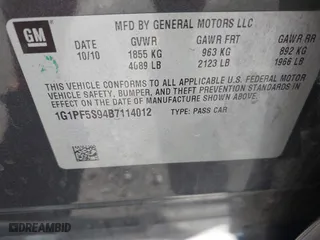 GM
MFD BY GENERAL MOTORS LLC
DATE GVWR GAWR FRT GAWR RR
10/10 1855 KG 963 KG 892 KG
4089 LB 2123 LB 1966 LB
THIS VEHICLE CONFORMS TO ALL APPLICABLE U.S. FEDERAL MOTOR
VEHICLE SAFETY, BUMPER, AND THEFT PREVENTION STANDARDS
IN EFFECT ON THE DATE OF MANUFACTURE SHOWN ABOVE.
1G1PF5S94B7114012 TYPE: PASS CAR
DREAMBID